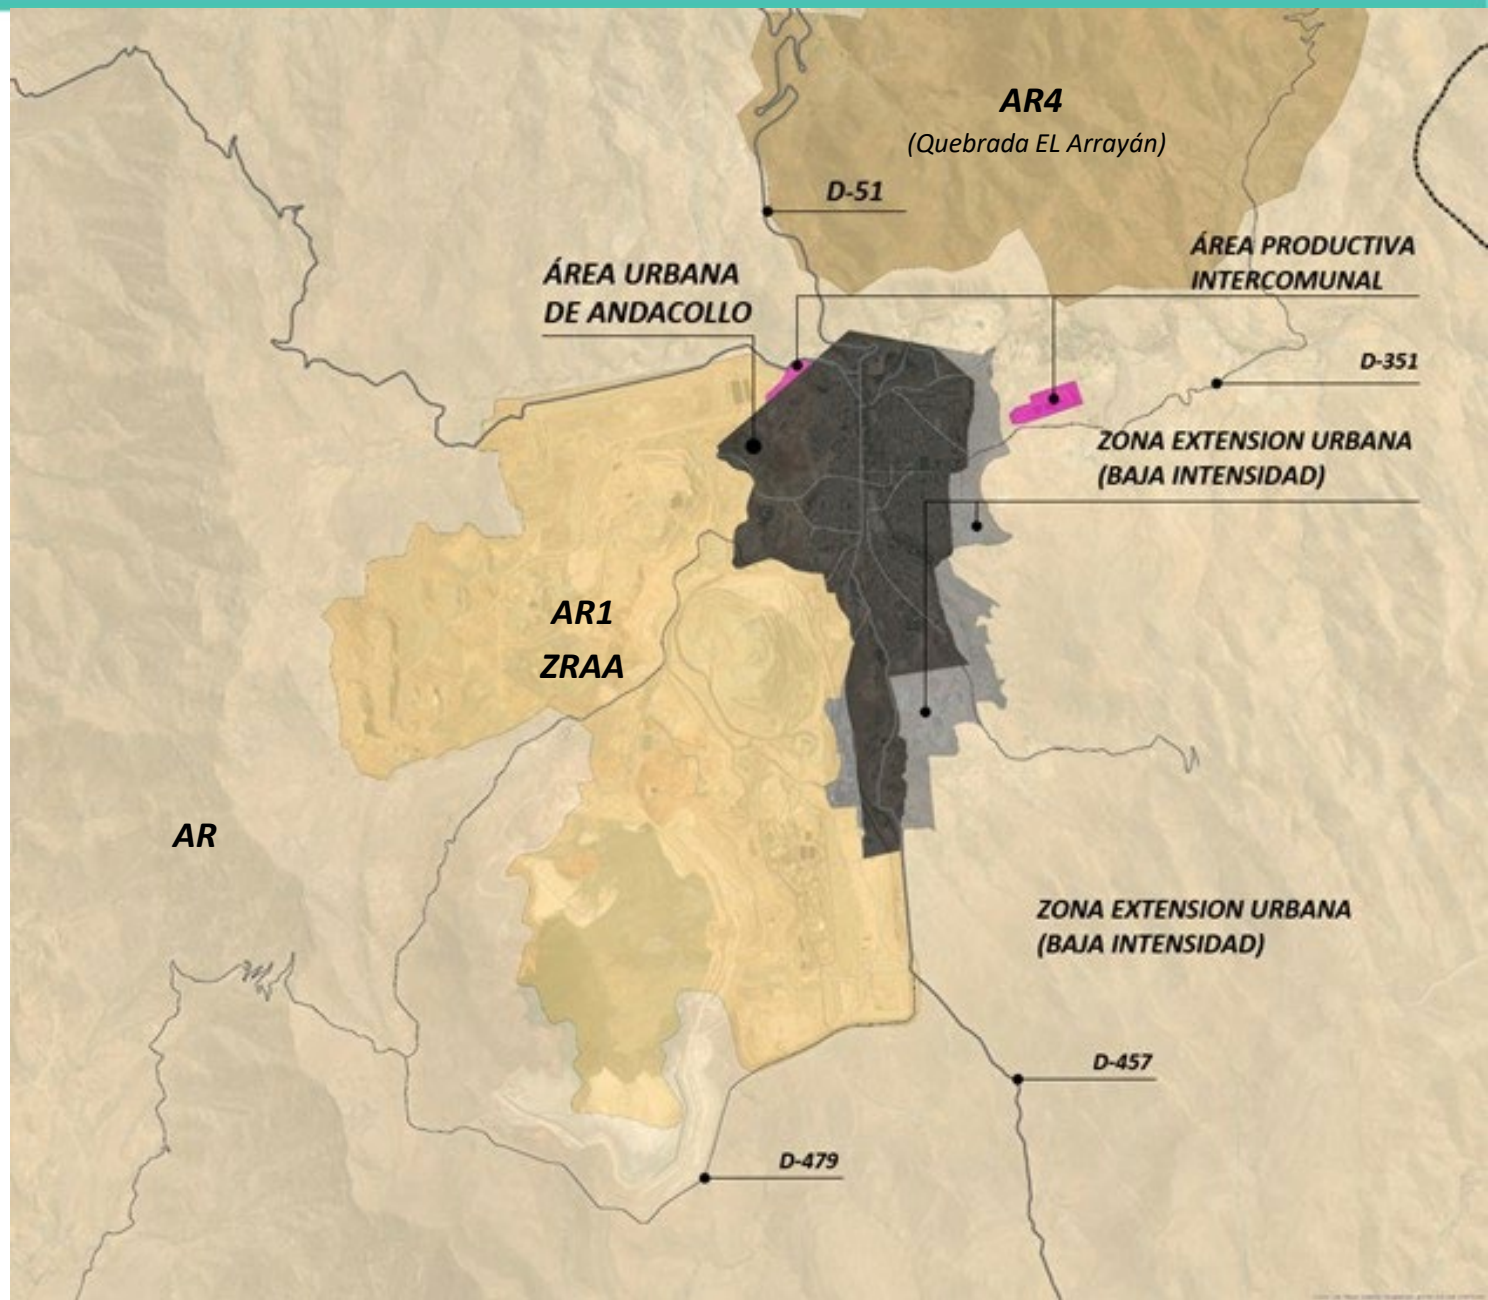 AR4
(Quebrada EL Arrayán)
D-51
ÁREA PRODUCTIVA
INTERCOMUNAL
ÁREA URBANA
DE ANDACOLLO
D-351
ZONA EXTENSION URBANA
(BAJA INTENSIDAD)
AR1
ZRAA
AR
ZONA EXTENSION URBANA
(BAJA INTENSIDAD)
D-457
D-479